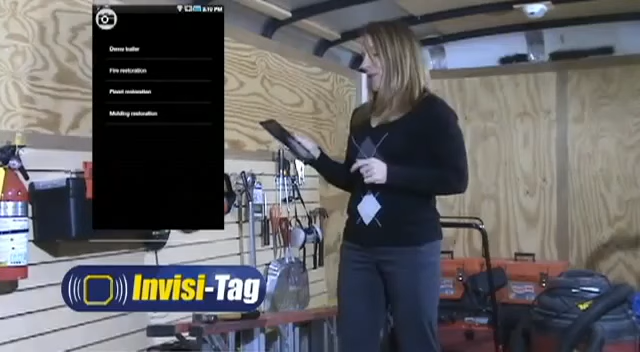 Demo trailer
Fire restoration
Flood restoration
Molding restoration
Invisi-Tag